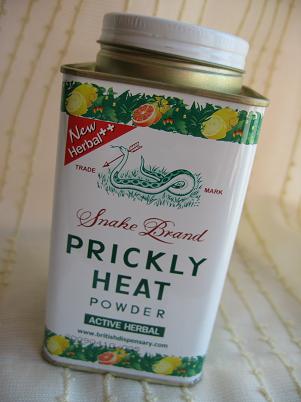 New
Herbal++
TRADE MARK
Snake Brand
PRICKLY
HEAT
POWDER
ACTIVE HERBAL
www.britishdispensary.com